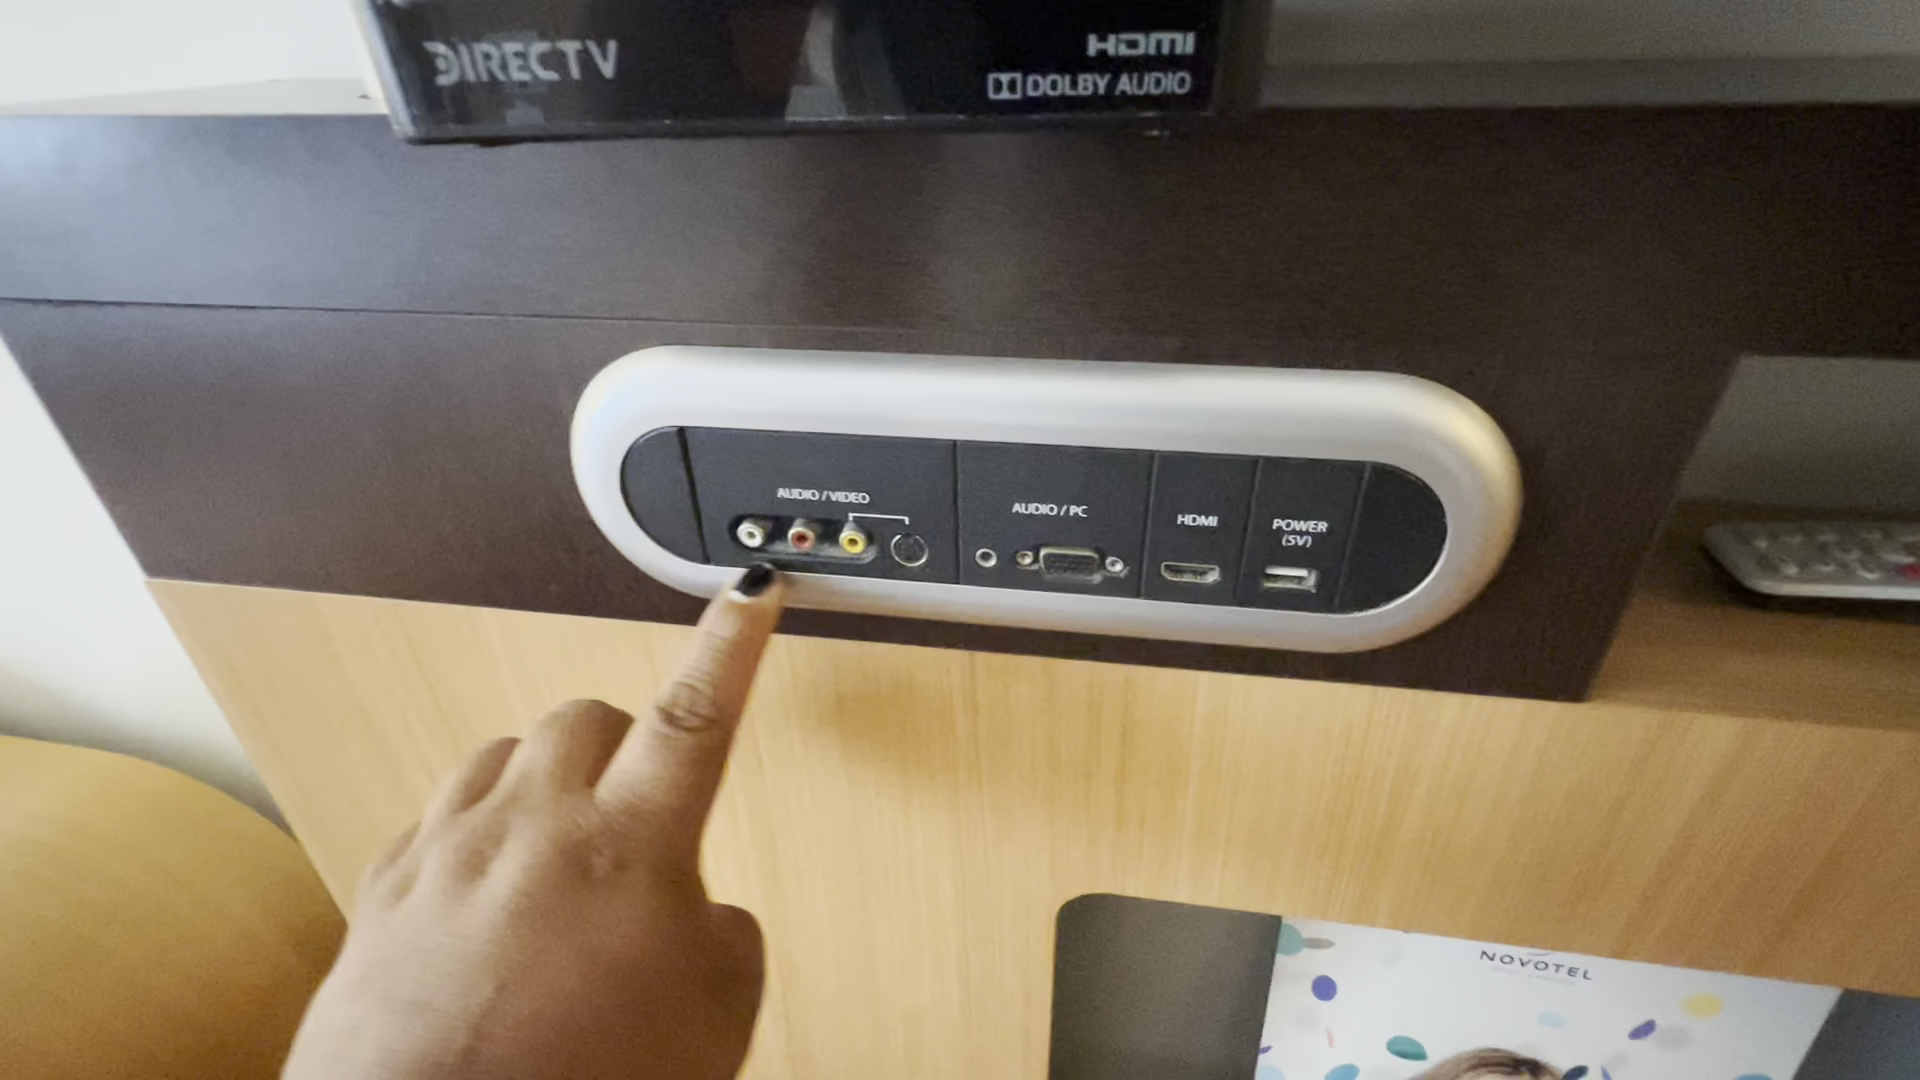 DIRECTV
HDMI
DOLBY AUDIO
AUDIO / VIDEO
AUDIO / PC
HDMI
POWER
(5V)
NOVOTEL